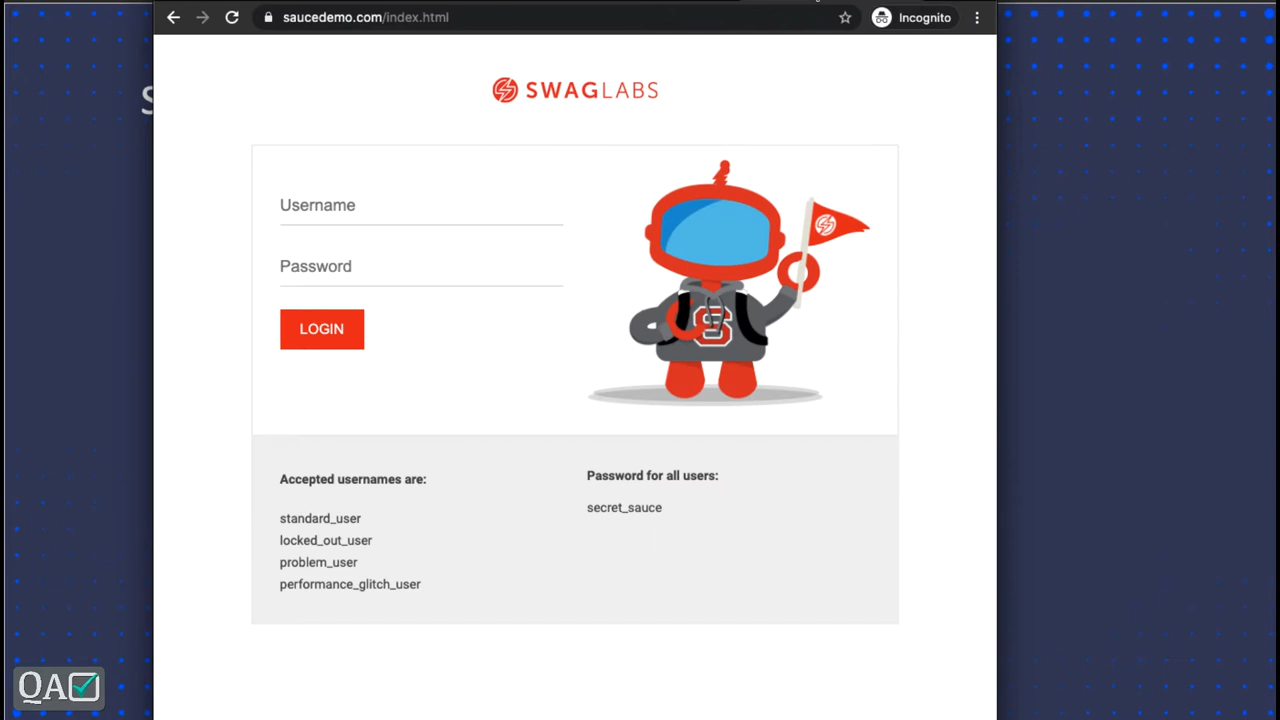 saucedemo.com/index.html
Incognito
S
SWAGLABS
Username
Password
LOGIN
S
Accepted usernames are:
standard_user
locked_out_user
problem_user
performance_glitch_user
Password for all users:
secret_sauce
QA